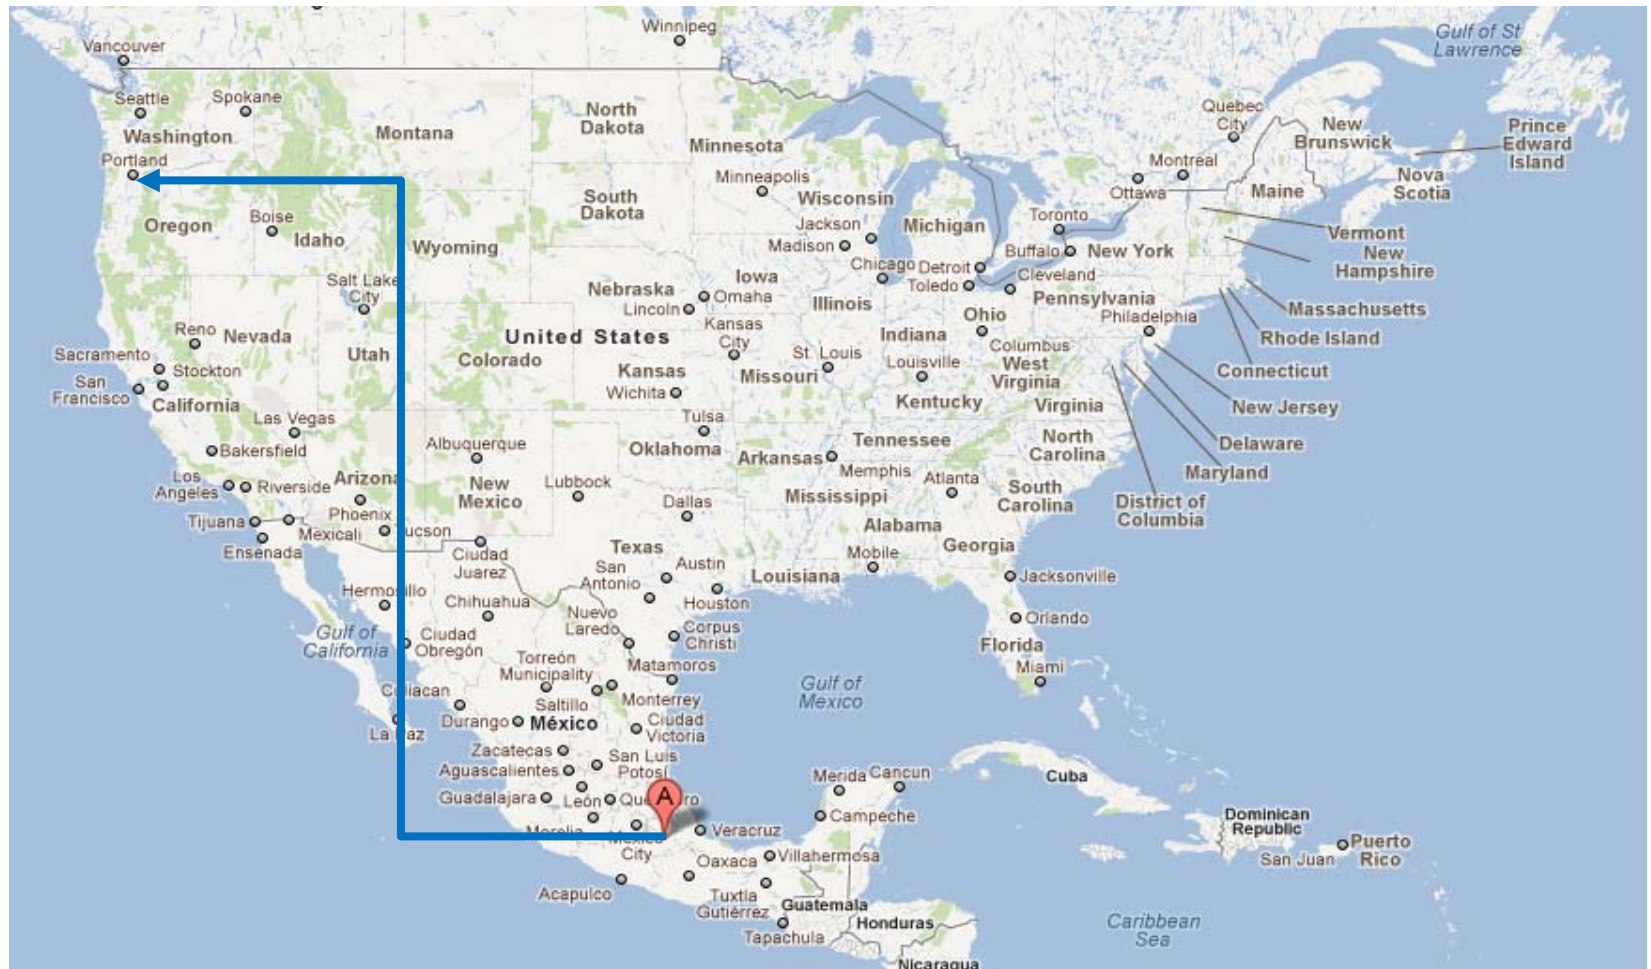 Winnipeg
Gulf of St
Lawrence
Vancouver
Seattle
Spokane
North
Dakota
Quebec
City
New
Brunswick
Prince
Edward
Island
Washington
Montana
Minnesota
Portland
Montreal
Minneapolis
Ottawa
Maine
Nova
Scotia
South
Dakota
Wisconsin
Oregon
Boise
Idaho
Wyoming
Jackson
Madison
Michigan
Toronto
Buffalo
New York
Vermont
New
Hampshire
Salt Lake
City
Nebraska
Lincoln
Omaha
Iowa
Chicago
Detroit
Toledo
Cleveland
Pennsylvania
Philadelphia
Massachusetts
Illinois
Ohio
Reno
Nevada
United States
Kansas
City
Indiana
Columbus
Rhode Island
Sacramento
Stockton
Utah
Colorado
Kansas
Wichita
Missouri
St. Louis
Louisville
West
Virginia
Connecticut
San
Francisco
California
Las Vegas
Tulsa
Kentucky
Virginia
New Jersey
Bakersfield
Albuquerque
Oklahoma
Arkansas
Tennessee
Memphis
North
Carolina
Delaware
Maryland
Los
Angeles
Riverside
Arizona
Phoenix
New
Mexico
Lubbock
Dallas
Mississippi
Atlanta
South
Carolina
District of
Columbia
Tijuana
Mexicali
Tucson
Alabama
Ensenada
Ciudad
Juarez
Texas
San
Antonio
Austin
Louisiana
Mobile
Georgia
Jacksonville
Hermosillo
Chihuahua
Nuevo
Laredo
Houston
Corpus
Christi
Orlando
Gulf of
California
Ciudad
Obregón
Torreón
Municipality
Matamoros
Florida
Miami
Culiacan
Saltillo
Monterrey
Gulf of
Mexico
La Paz
Durango
México
Ciudad
Victoria
Zacatecas
San Luis
Potosí
Aguascalientes
Merida
Cancun
Cuba
Guadalajara
León
A
Campeche
Dominican
Republic
Morelia
Mexico
City
Veracruz
Puerto
Rico
San Juan
Oaxaca
Villahermosa
Acapulco
Tuxtla
Gutiérrez
Guatemala
Honduras
Caribbean
Sea
Tapachula
Nicaragua